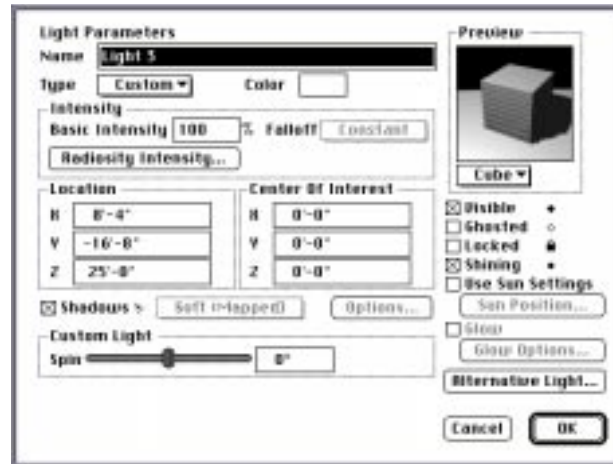 Light Parameters
Name Light 5
Type Custom Color
Intensity
Basic Intensity 100 % Falloff Constant
Radiosity Intensity...
Location
X 8'-4"
Y -16'-8"
Z 25'-0"
Center Of Interest
X 0'-0"
Y 0'-0"
Z 0'-0"
Shadows Soft (Mapped) Options...
Custom Light
Spin 0°
Preview
Cube
Visible
Ghosted
Locked
Shining
Use Sun Settings
Sun Position...
Glow
Glow Options...
Alternative Light...
Cancel OK